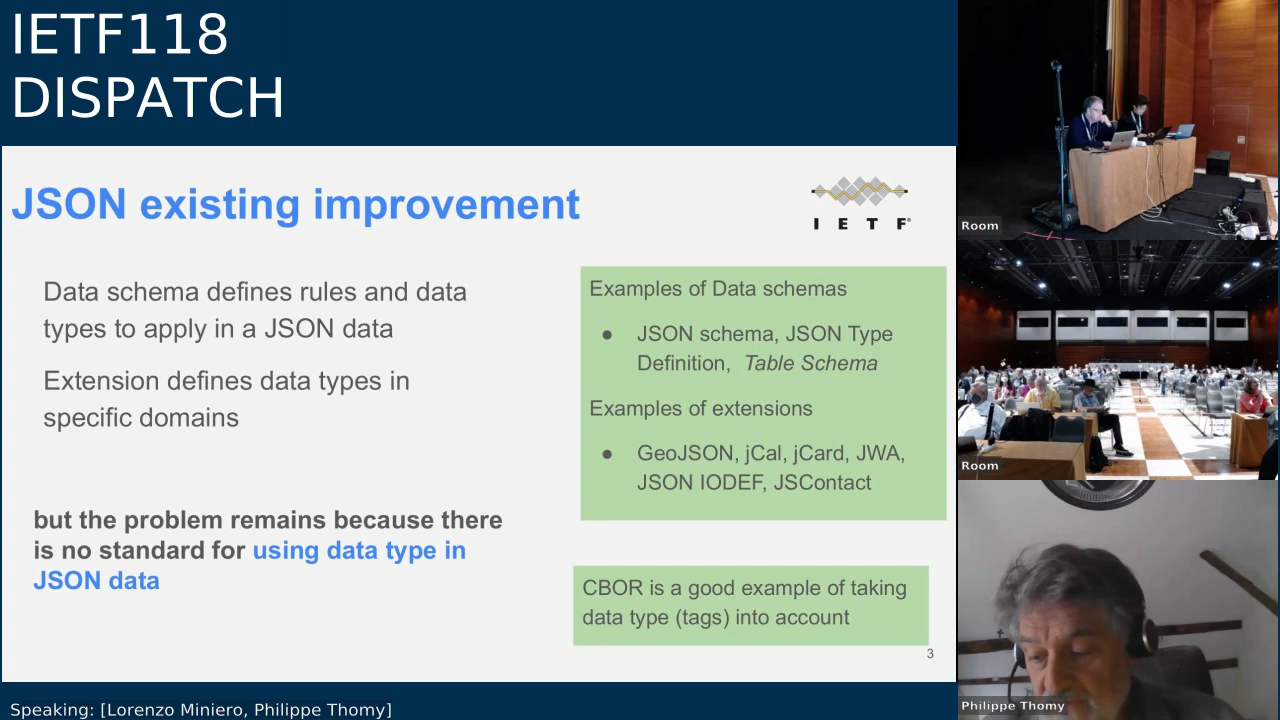 IETF118
DISPATCH
JSON existing improvement
I E T F®
Data schema defines rules and data
types to apply in a JSON data
Extension defines data types in
specific domains
but the problem remains because there
is no standard for using data type in
JSON data
Examples of Data schemas
● JSON schema, JSON Type
Definition, Table Schema
Examples of extensions
● GeoJSON, jCal, jCard, JWA,
JSON IODEF, JSContact
CBOR is a good example of taking
data type (tags) into account
3
Speaking: [Lorenzo Miniero, Philippe Thomy]
Room
Room
Philippe Thomy